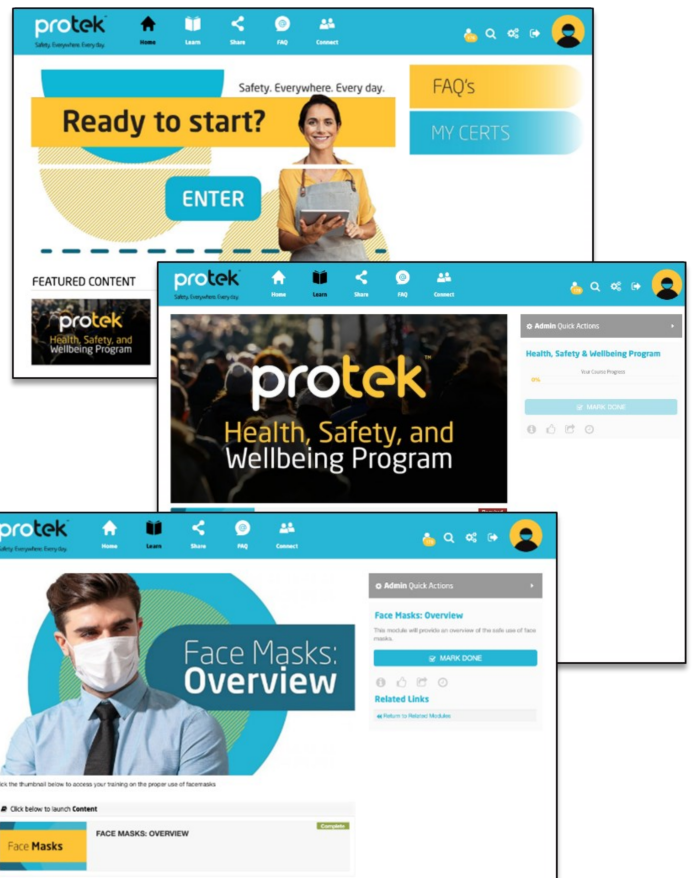 protek
Safety. Everywhere. Every day.
Home
Learn
Share
FAQ
Connect
Safety. Everywhere. Every day.
Ready to start?
ENTER
FAQ's
MY CERTS
FEATURED CONTENT
protek
Health, Safety, and
Wellbeing Program
protek
Safety. Everywhere. Every day.
Home
Learn
Share
FAQ
Connect
protek™
Health, Safety, and
Wellbeing Program
Admin Quick Actions
Health, Safety & Wellbeing Program
Your Course Progress
MARK DONE
protek
Safety. Everywhere. Every day.
Home
Learn
Share
FAQ
Connect
Face Masks:
Overview
Admin Quick Actions
Face Masks: Overview
This module will provide an overview of the safe use of face
masks.
MARK DONE
Related Links
Return to Related Modules
ick the thumbnail below to access your training on the proper use of facemasks
Click below to launch Content
Face Masks
FACE MASKS: OVERVIEW
Complete